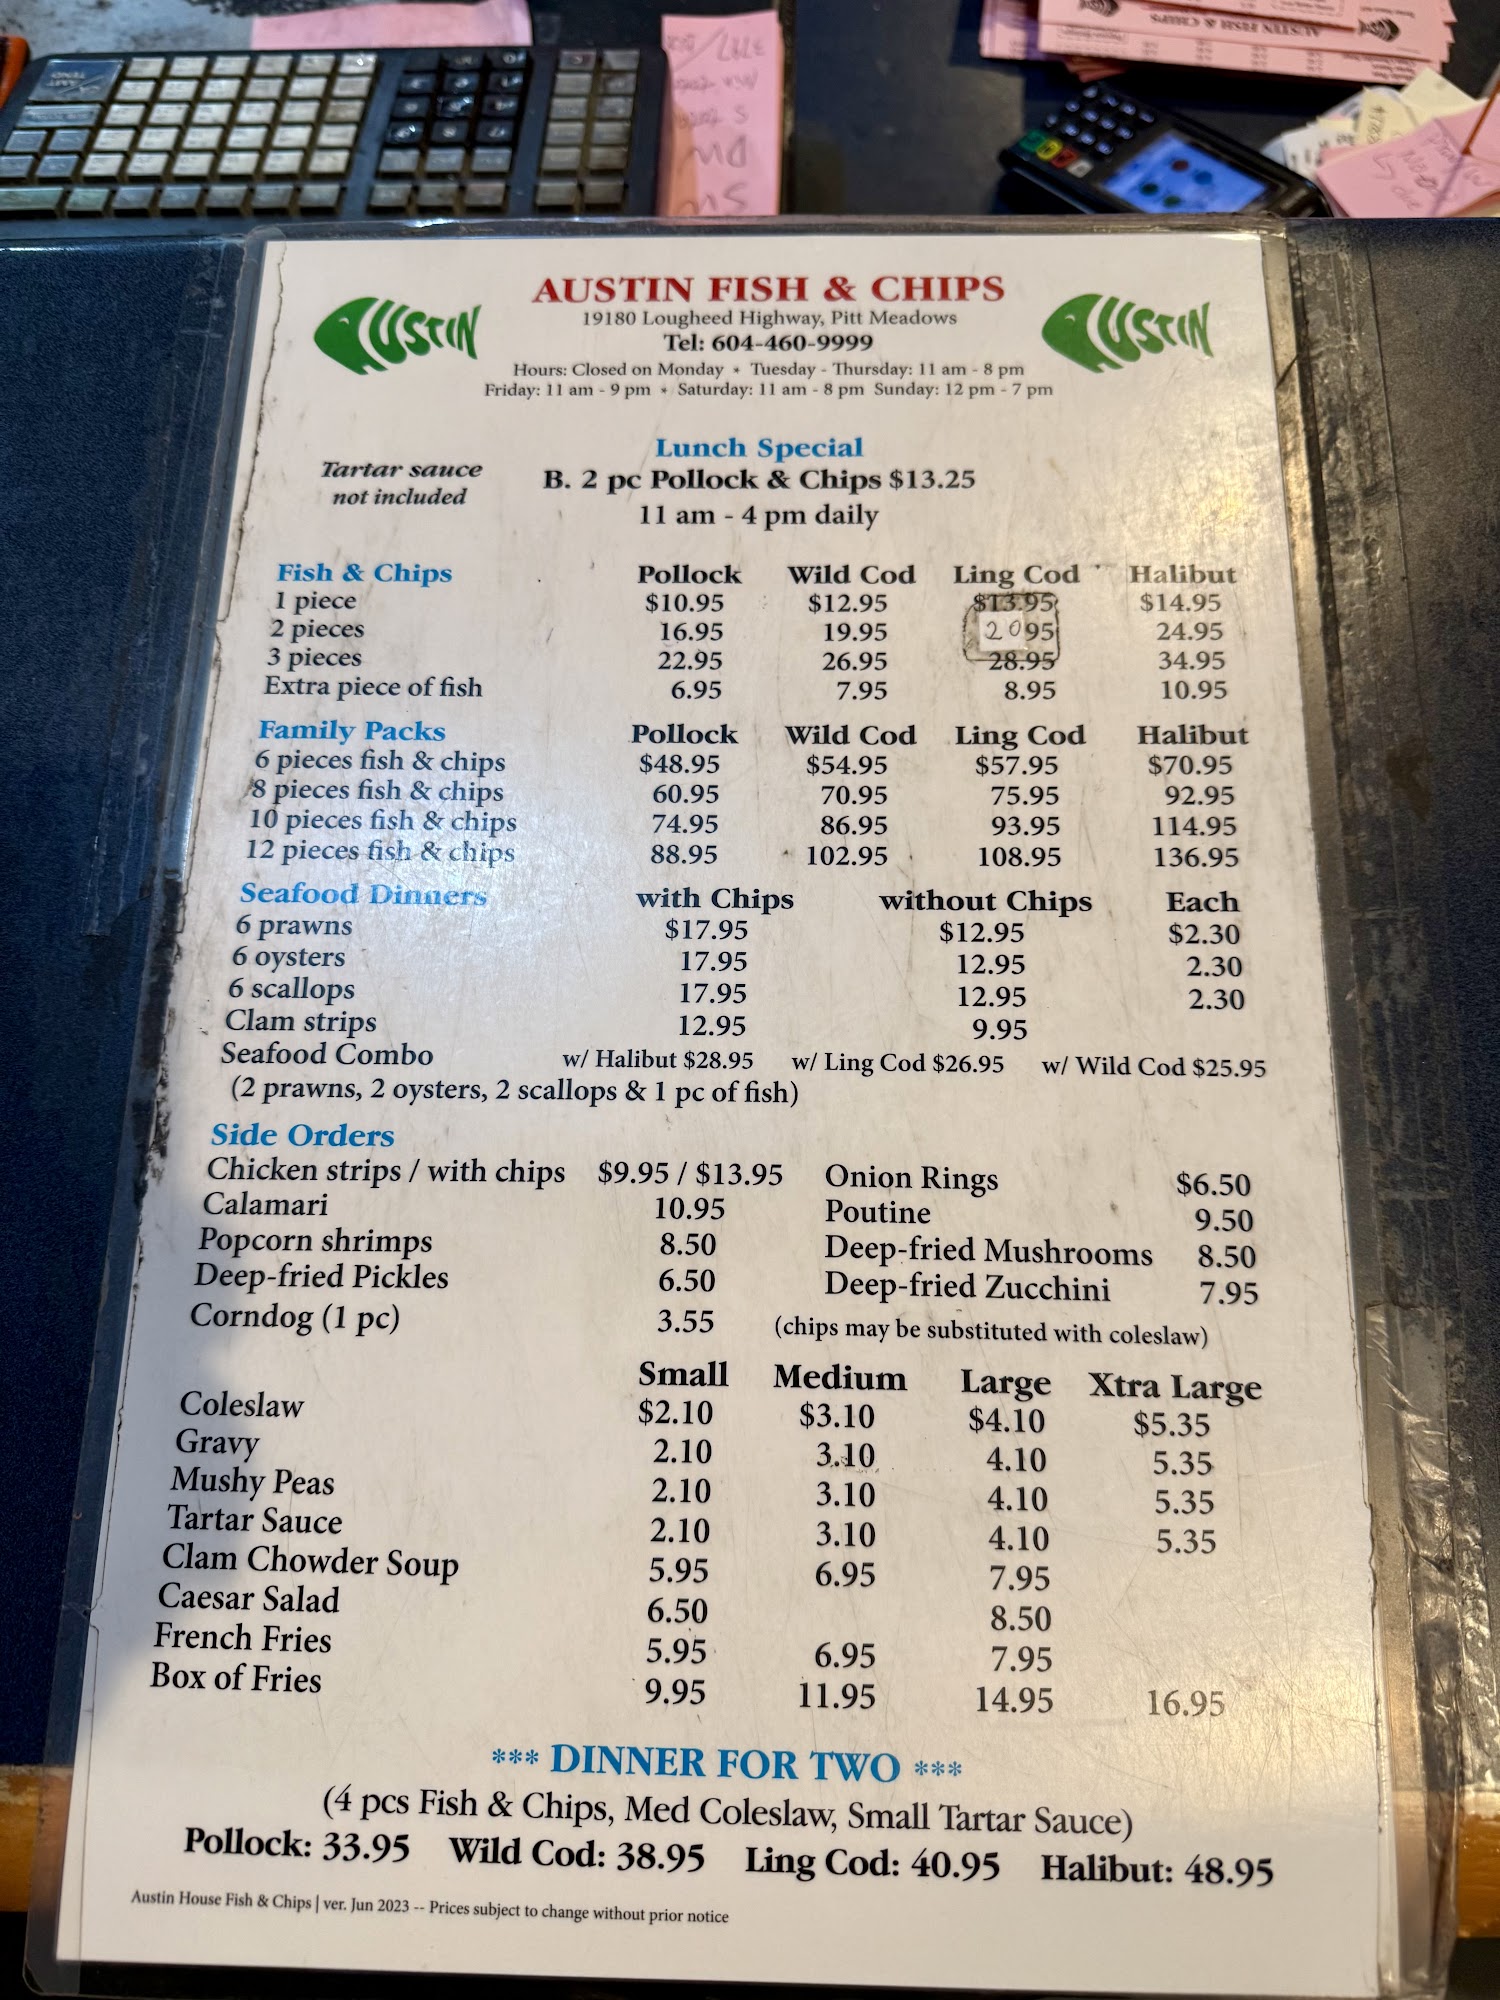 AMT
TEND
AUSTIN FISH & CHIPS
AUSTIN FISH & CHIPS
19180 Lougheed Highway, Pitt Meadows
Tel: 604-460-9999
Hours: Closed on Monday * Tuesday - Thursday: 11 am - 8 pm
Friday: 11 am - 9 pm * Saturday: 11 am - 8 pm Sunday: 12 pm - 7 pm
AUSTIN
AUSTIN
Lunch Special
Tartar sauce
not included
B. 2 pc Pollock & Chips $13.25
11 am - 4 pm daily
Fish & Chips Pollock Wild Cod Ling Cod Halibut
1 piece $10.95 $12.95 $13.95 $14.95
2 pieces 16.95 19.95 2095 24.95
3 pieces 22.95 26.95 28.95 34.95
Extra piece of fish 6.95 7.95 8.95 10.95
Family Packs Pollock Wild Cod Ling Cod Halibut
6 pieces fish & chips $48.95 $54.95 $57.95 $70.95
8 pieces fish & chips 60.95 70.95 75.95 92.95
10 pieces fish & chips 74.95 86.95 93.95 114.95
12 pieces fish & chips 88.95 102.95 108.95 136.95
Seafood Dinners with Chips without Chips Each
6 prawns $17.95 $12.95 $2.30
6 oysters 17.95 12.95 2.30
6 scallops 17.95 12.95 2.30
Clam strips 12.95 9.95
Seafood Combo w/ Halibut $28.95 w/ Ling Cod $26.95 w/ Wild Cod $25.95
(2 prawns, 2 oysters, 2 scallops & 1 pc of fish)
Side Orders
Chicken strips / with chips $9.95 / $13.95 Onion Rings $6.50
Calamari 10.95 Poutine 9.50
Popcorn shrimps 8.50 Deep-fried Mushrooms 8.50
Deep-fried Pickles 6.50 Deep-fried Zucchini 7.95
Corndog (1 pc) 3.55 (chips may be substituted with coleslaw)
Small Medium Large Xtra Large
Coleslaw $2.10 $3.10 $4.10 $5.35
Gravy 2.10 3.10 4.10 5.35
Mushy Peas 2.10 3.10 4.10 5.35
Tartar Sauce 2.10 3.10 4.10 5.35
Clam Chowder Soup 5.95 6.95 7.95
Caesar Salad 6.50 8.50
French Fries 5.95 6.95 7.95
Box of Fries 9.95 11.95 14.95 16.95
*** DINNER FOR TWO ***
(4 pcs Fish & Chips, Med Coleslaw, Small Tartar Sauce)
Pollock: 33.95 Wild Cod: 38.95 Ling Cod: 40.95 Halibut: 48.95
Austin House Fish & Chips | ver. Jun 2023 -- Prices subject to change without prior notice